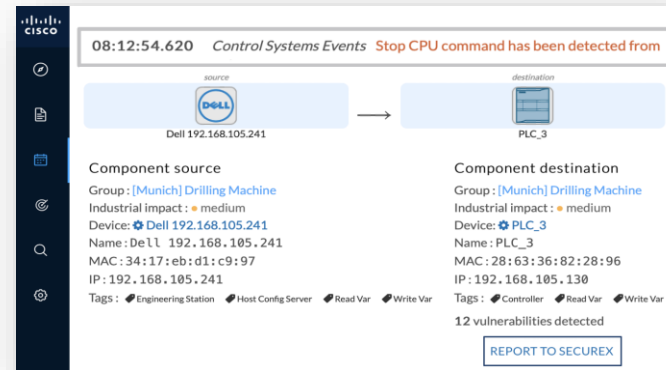 CISCO
08:12:54.620 Control Systems Events Stop CPU command has been detected from
source
destination
DELL
Dell 192.168.105.241
PLC_3
Component source
Group : [Munich] Drilling Machine
Industrial impact : medium
Device: Dell 192.168.105.241
Name : Dell 192.168.105.241
MAC : 34:17:eb:d1:c9:97
IP : 192.168.105.241
Tags : Engineering Station Host Config Server Read Var Write Var
Component destination
Group : [Munich] Drilling Machine
Industrial impact : medium
Device: PLC_3
Name : PLC_3
MAC : 28:63:36:82:28:96
IP : 192.168.105.130
Tags : Controller Read Var Write Var
12 vulnerabilities detected
REPORT TO SECUREX